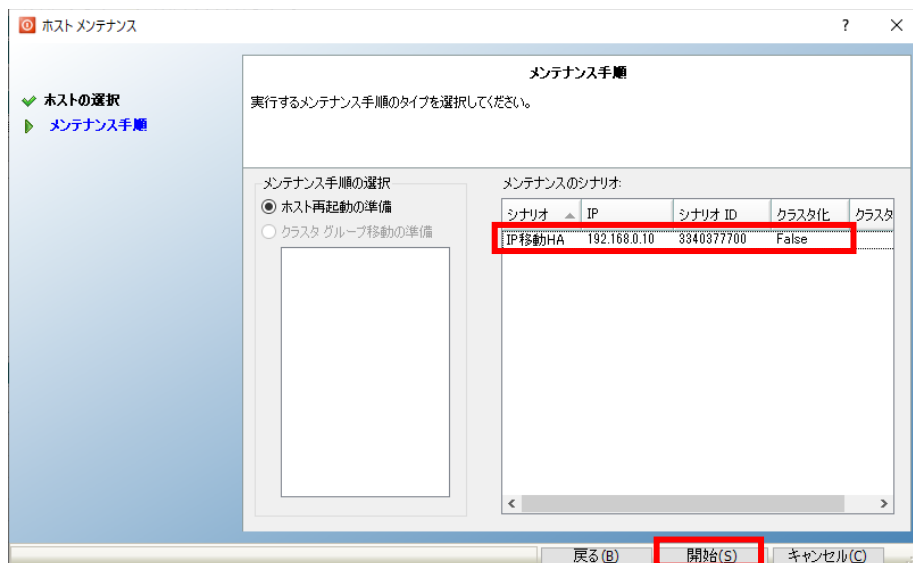 ホスト メンテナンス
? ×
ホストの選択
メンテナンス手順
メンテナンス手順
実行するメンテナンス手順のタイプを選択してください。
メンテナンス手順の選択
ホスト再起動の準備
クラスタ グループ移動の準備
メンテナンスのシナリオ:
シナリオ IP シナリオ ID クラスタ化 クラスタ
IP移動HA 192.168.0.10 3340377700 False
戻る(B) 開始(S) キャンセル(C)